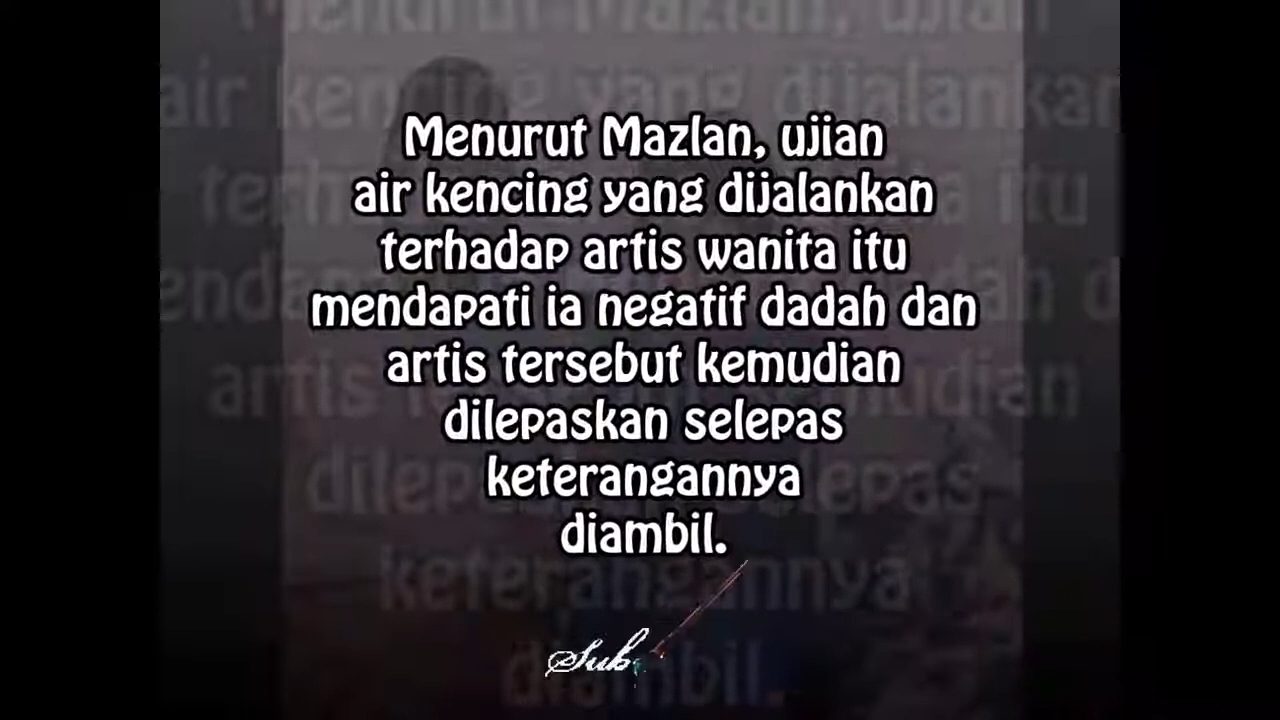 Menurut Mazlan, ujian
air kencing yang dijalankan
terhadap artis wanita itu
mendapati ia negatif dadah dan
artis tersebut kemudian
dilepaskan selepas
keterangannya
diambil.
Sub